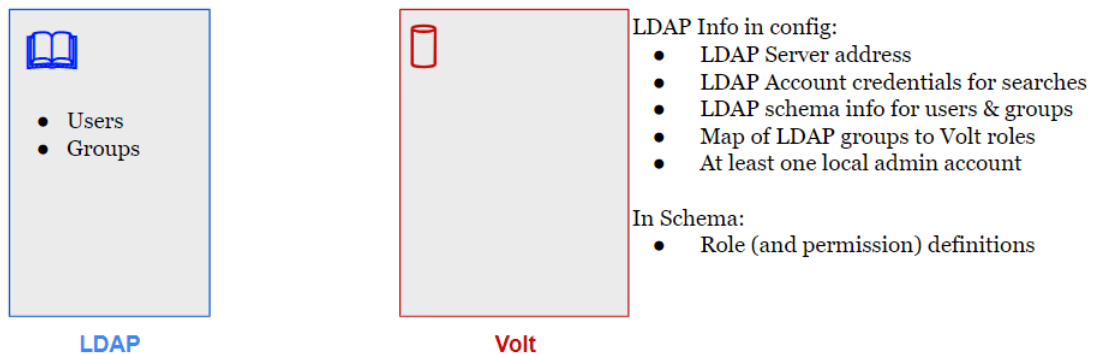 ● Users
● Groups
LDAP
Volt
LDAP Info in config:
● LDAP Server address
● LDAP Account credentials for searches
● LDAP schema info for users & groups
● Map of LDAP groups to Volt roles
● At least one local admin account
In Schema:
● Role (and permission) definitions